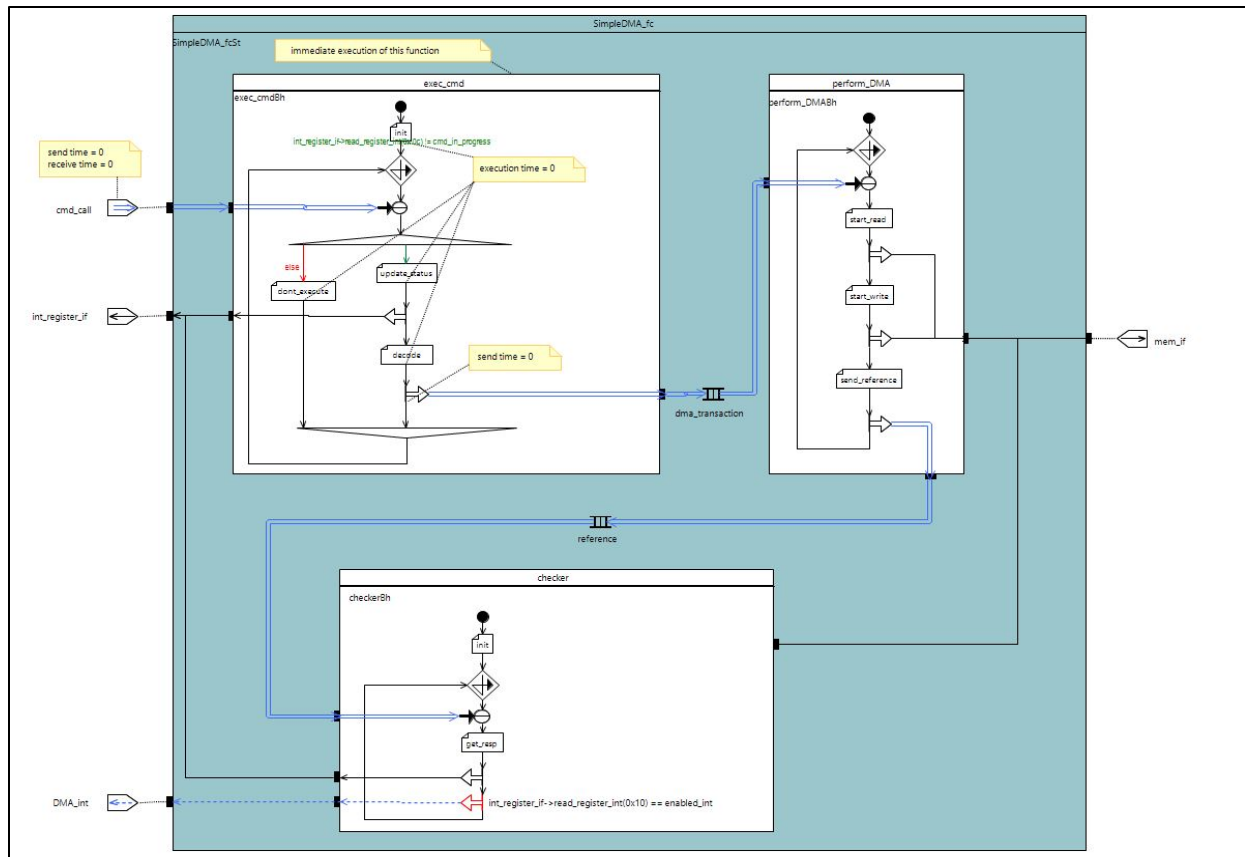 SimpleDMA_fc
SimpleDMA_fcSt
immediate execution of this function
exec_cmd
exec_cmdBh
init
send time = 0
receive time = 0
cmd_call
execution time = 0
else
dont_execute
update_status
int_register_if
decode
send time = 0
dma_transaction
perform_DMA
perform_DMABh
start_read
start_write
send_reference
mem_if
reference
checker
checkerBh
init
get_resp
DMA_int
int_register_if->read_register_int(0x10) == enabled_int